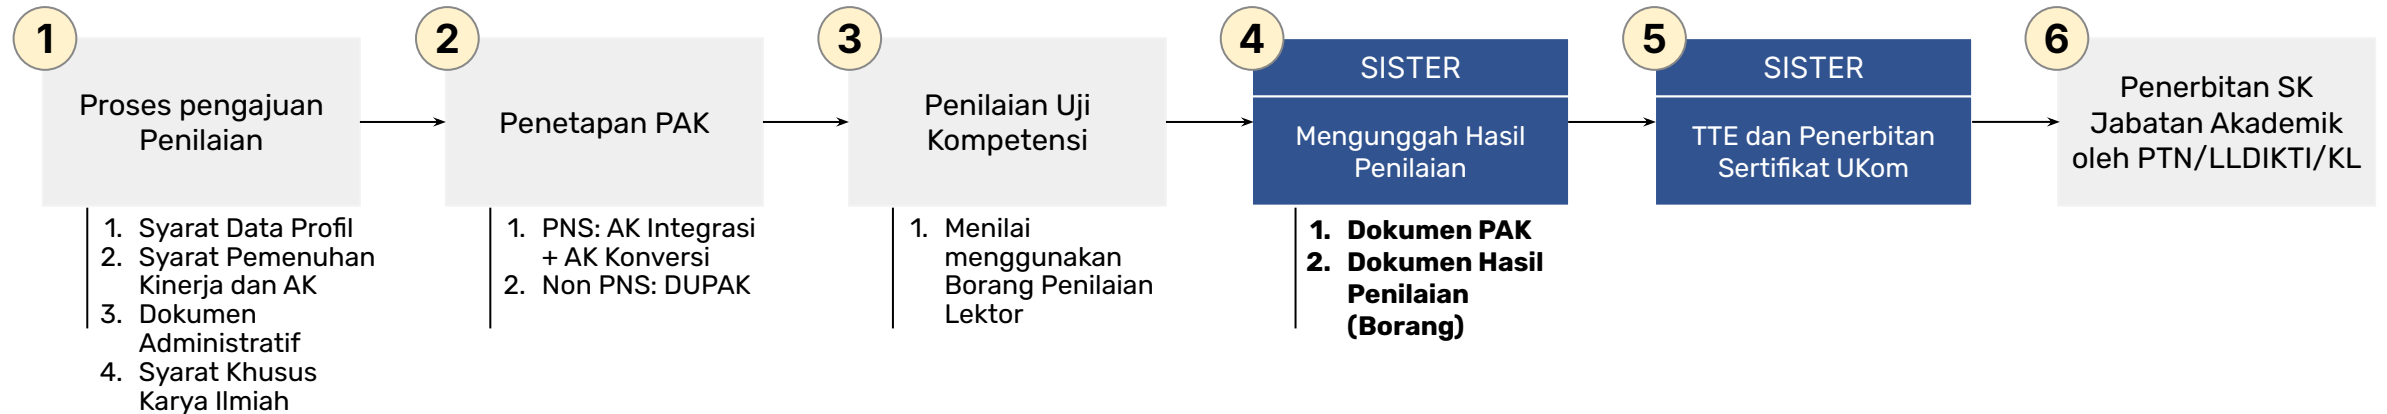 1
Proses pengajuan
Penilaian
1. Syarat Data Profil
2. Syarat Pemenuhan
Kinerja dan AK
3. Dokumen
Administratif
4. Syarat Khusus
Karya Ilmiah
2
Penetapan PAK
1. PNS: AK Integrasi
+ AK Konversi
2. Non PNS: DUPAK
3
Penilaian Uji
Kompetensi
1. Menilai
menggunakan
Borang Penilaian
Lektor
4
SISTER
Mengunggah Hasil
Penilaian
1. Dokumen PAK
2. Dokumen Hasil
Penilaian
(Borang)
5
SISTER
TTE dan Penerbitan
Sertifikat UKom
6
Penerbitan SK
Jabatan Akademik
oleh PTN/LLDIKTI/KL